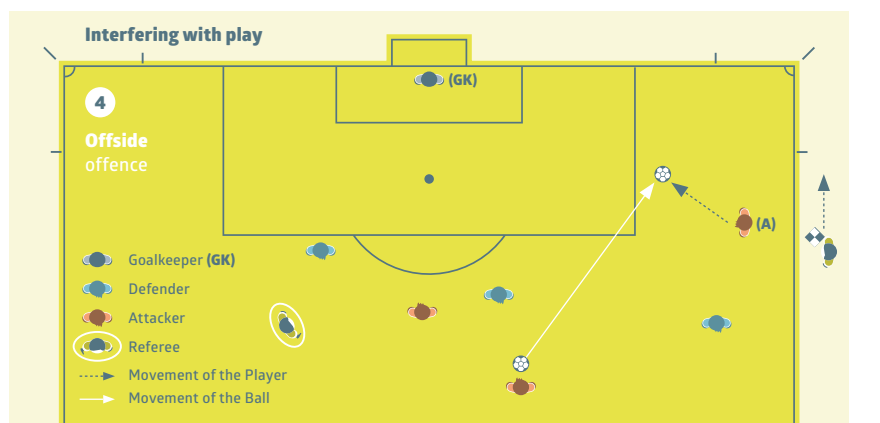 Interfering with play
(GK)
4
Offside
offence
(A)
Goalkeeper (GK)
Defender
Attacker
Referee
Movement of the Player
Movement of the Ball